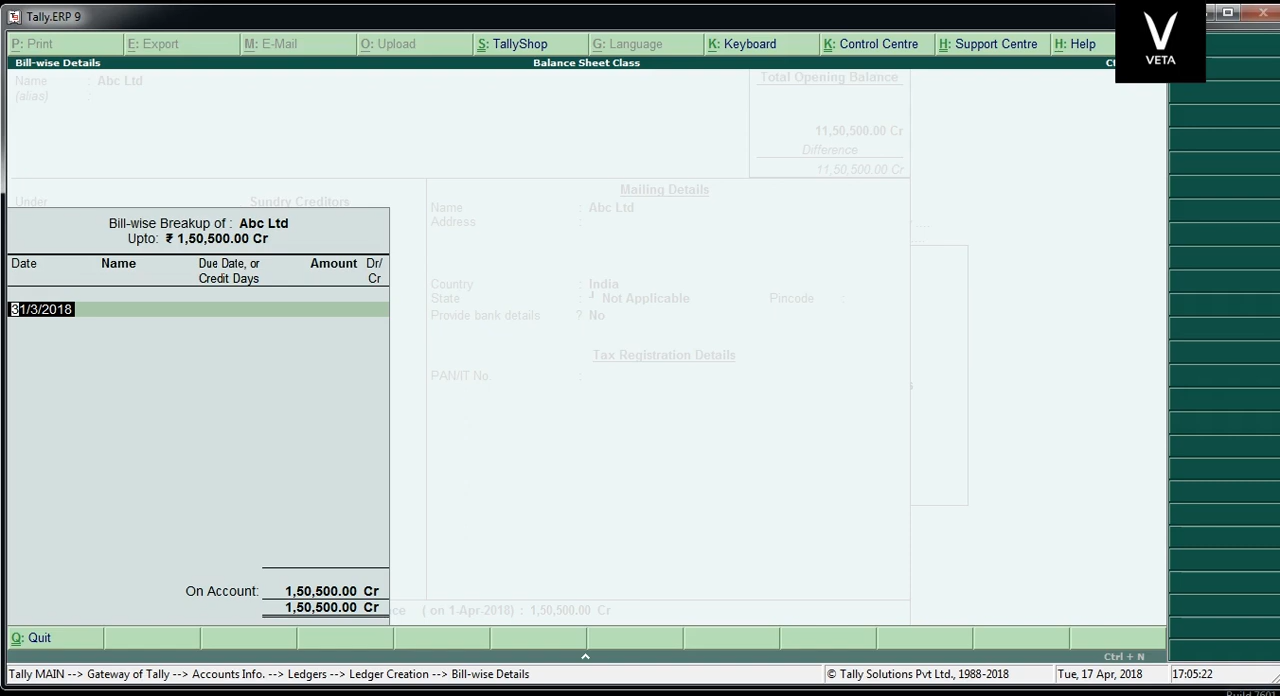 Tally.ERP 9
P: Print E: Export M: E-Mail O: Upload S: TallyShop G: Language K: Keyboard K: Control Centre H: Support Centre H: Help
V
VETA
Bill-wise Details Balance Sheet Class
Name : Abc Ltd
(alias) :
Total Opening Balance
11,50,500.00 Cr
Difference
11,50,500.00 Cr
Under Sundry Creditors
Mailing Details
Name : Abc Ltd
Address :
Country : India
State : ┘ Not Applicable Pincode :
Provide bank details ? No
Tax Registration Details
PAN/IT No. :
Bill-wise Breakup of : Abc Ltd
Upto: ₹ 1,50,500.00 Cr
Date Name Due Date, or Amount Dr/
Credit Days Cr
31/3/2018
On Account: 1,50,500.00 Cr
1,50,500.00 Cr
( on 1-Apr-2018) : 1,50,500.00 Cr
Q: Quit
Ctrl + N
Tally MAIN --> Gateway of Tally --> Accounts Info. --> Ledgers --> Ledger Creation --> Bill-wise Details © Tally Solutions Pvt Ltd., 1988-2018 Tue, 17 Apr, 2018 17:05:22